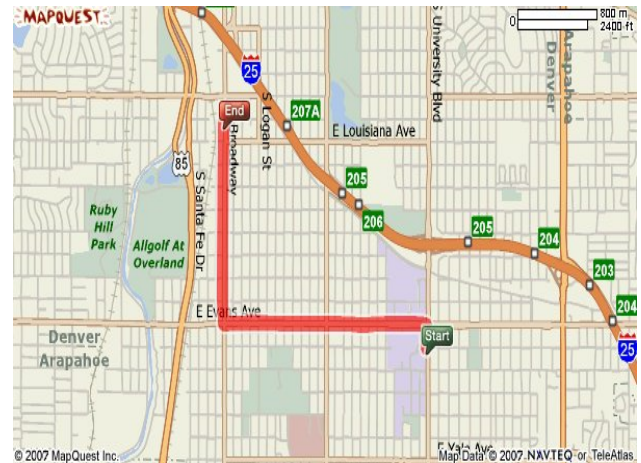 MAPQUEST
0 800 m
2400 ft
25
S University Blvd
Arapahoe
Denver
End
S Logan St
207A
E Louisiana Ave
Broadway
85
S Santa Fe Dr
205
206
Ruby
Hill
Park
Allgolf At
Overland
205
204
203
204
E Evans Ave
Start
Denver
Arapahoe
25
E Yale Ave
© 2007 MapQuest Inc.
Map Data © 2007 NAVTEQ or TeleAtlas